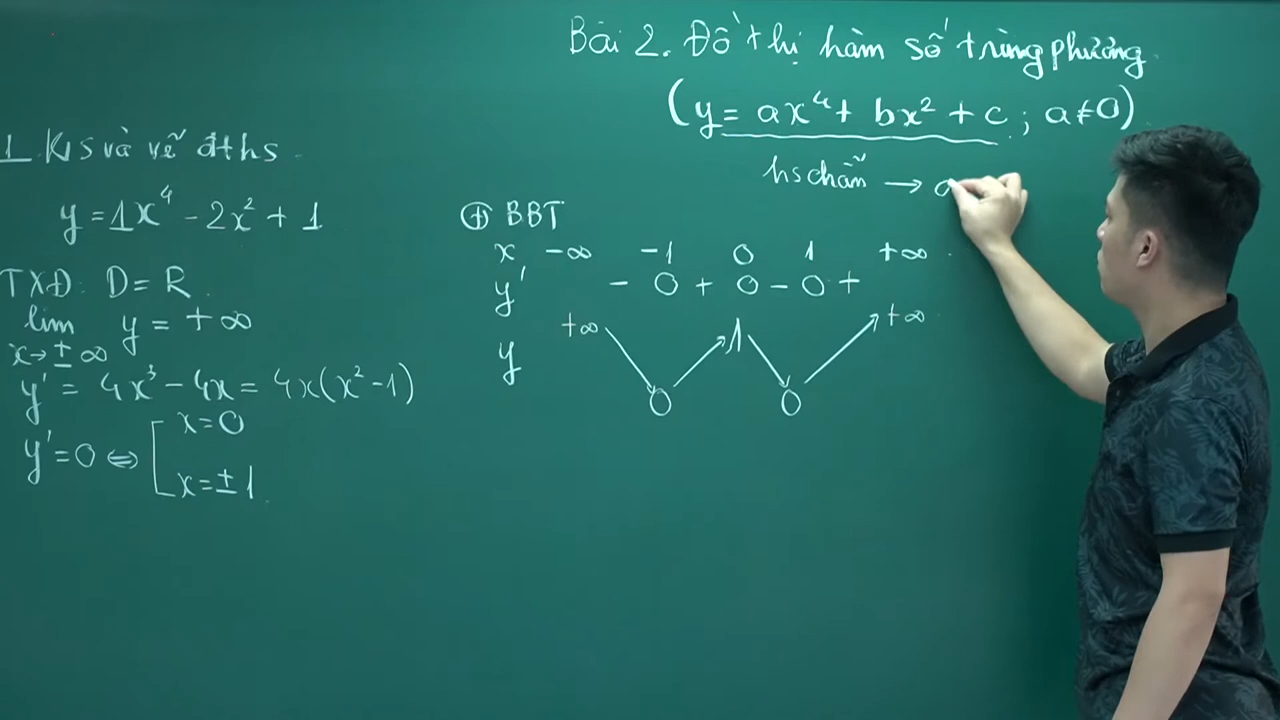 Bài 2. Đồ thị hàm số trùng phương
(y = ax⁴ + bx² + c ; a ≠ 0)
hs chẵn → đ
1. KS và vẽ đths
y = 1x⁴ - 2x² + 1
TXĐ: D = R
lim y = +∞
x → ±∞
y' = 4x³ - 4x = 4x(x² - 1)
y' = 0 ⇔ [ x = 0
x = ±1
⊕ BBT
x -∞ -1 0 1 +∞
y' - 0 + 0 - 0 +
y +∞ 0 1 0 +∞